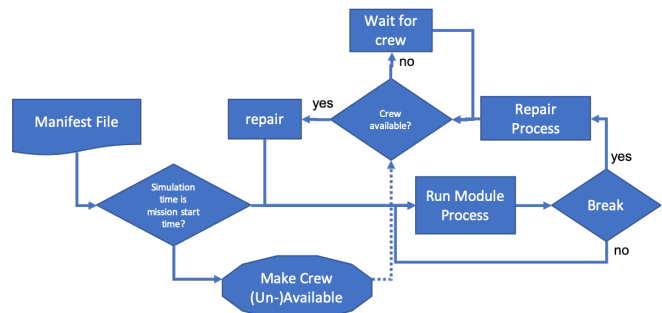 Wait for
crew
no
Manifest File
repair
yes
Crew
available?
Repair
Process
yes
Simulation
time is
mission start
time?
Run Module
Process
Break
no
Make Crew
(Un-)Available